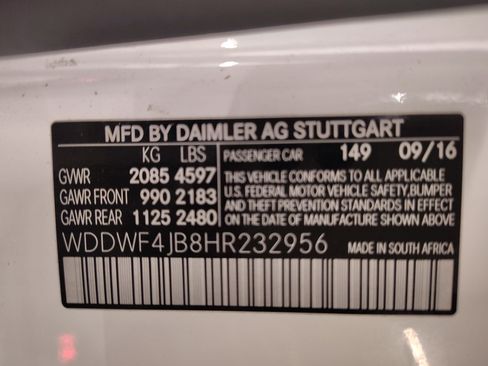 MFD BY DAIMLER AG STUTTGART
KG LBS
GVWR 2085 4597
GAWR FRONT 990 2183
GAWR REAR 1125 2480
PASSENGER CAR 149 09/16
THIS VEHICLE CONFORMS TO ALL APPLICABLE
U.S. FEDERAL MOTOR VEHICLE SAFETY, BUMPER
AND THEFT PREVENTION STANDARDS IN EFFECT
ON THE DATE OF MANUFACTURE SHOWN ABOVE.
WDDWF4JB8HR232956 MADE IN SOUTH AFRICA